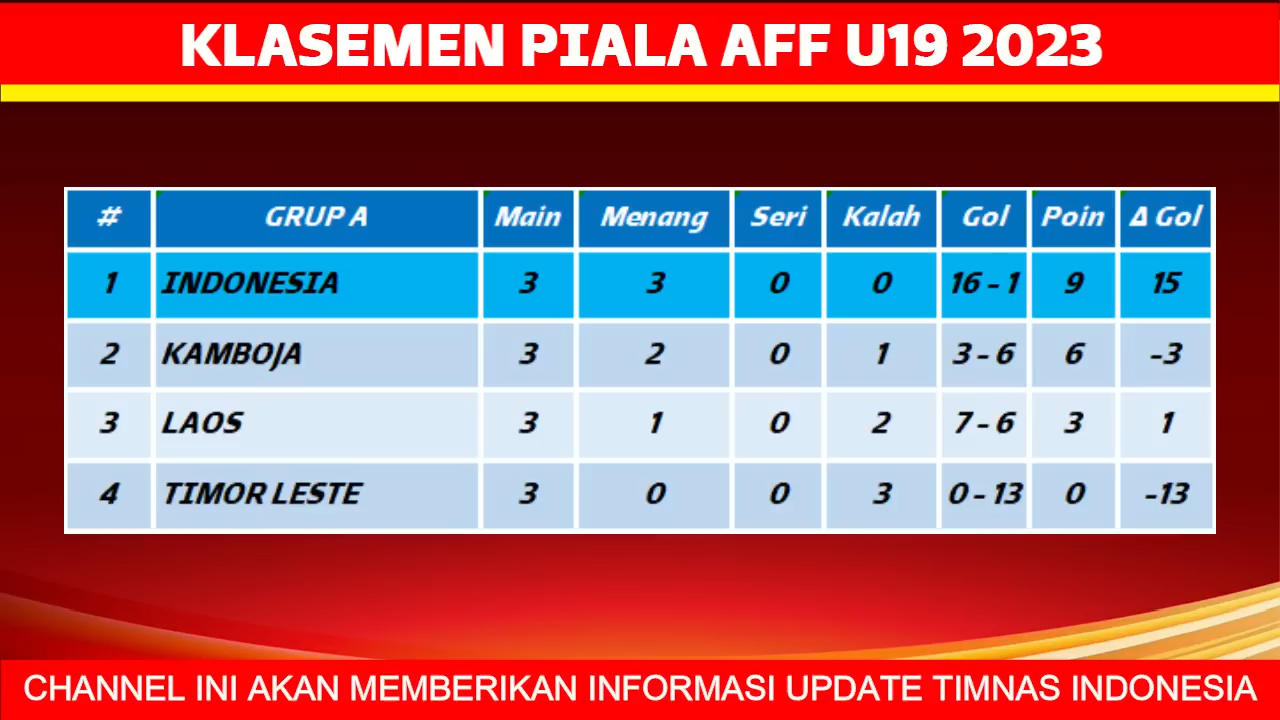 KLASEMEN PIALA AFF U19 2023
# GRUP A Main Menang Seri Kalah Gol Poin Δ Gol
1 INDONESIA 3 3 0 0 16 - 1 9 15
2 KAMBOJA 3 2 0 1 3 - 6 6 -3
3 LAOS 3 1 0 2 7 - 6 3 1
4 TIMOR LESTE 3 0 0 3 0 - 13 0 -13
CHANNEL INI AKAN MEMBERIKAN INFORMASI UPDATE TIMNAS INDONESIA